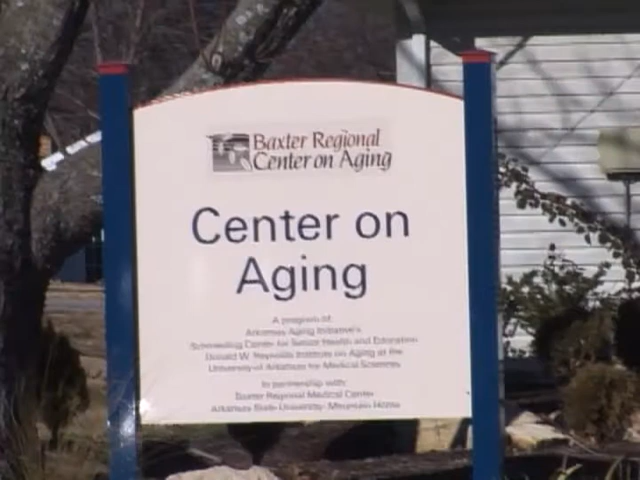 Baxter Regional
Center on Aging
Center on
Aging
A program of:
Arkansas Aging Initiative's
Schmieding Center for Senior Health and Education
Donald W. Reynolds Institute on Aging at the
University of Arkansas for Medical Sciences
In partnership with:
Baxter Regional Medical Center
Arkansas State University- Mountain Home